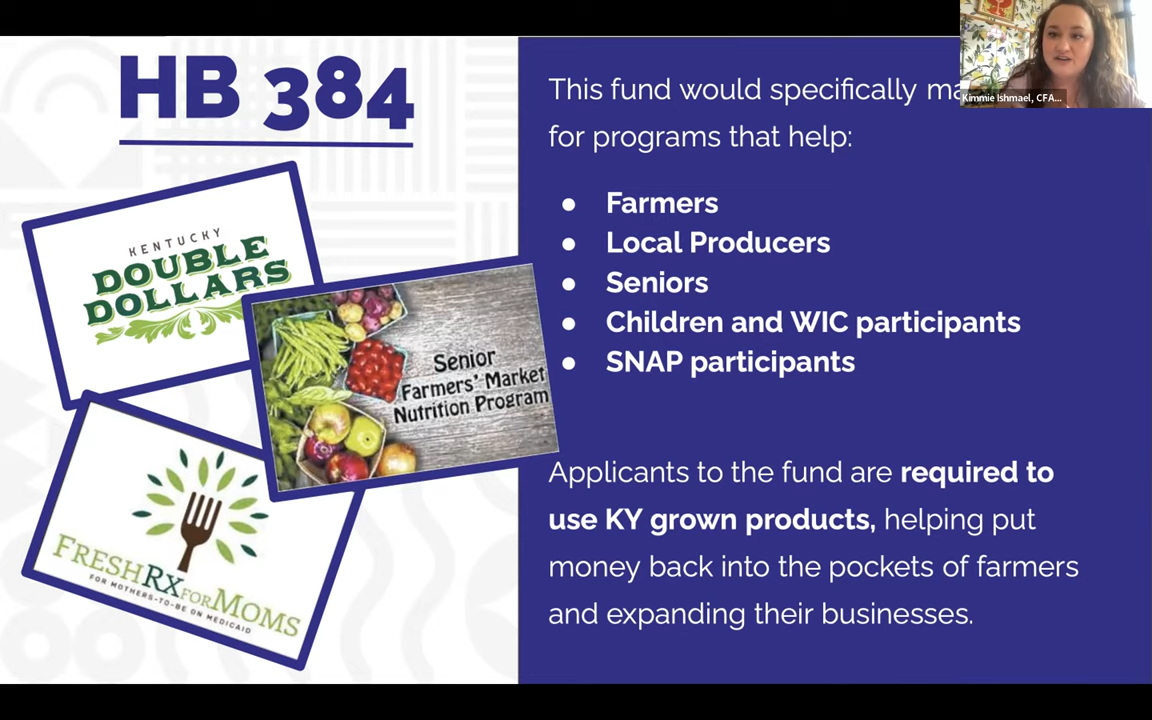 HB 384
KENTUCKY
DOUBLE
DOLLARS
Senior
Farmers' Market
Nutrition Program
FRESHRX FOR MOMS
FOR MOTHERS-TO-BE ON MEDICAID
This fund would specifically
for programs that help:
● Farmers
● Local Producers
● Seniors
● Children and WIC participants
● SNAP participants
Applicants to the fund are required to
use KY grown products, helping put
money back into the pockets of farmers
and expanding their businesses.
Kimmie Ishmael, CFA...